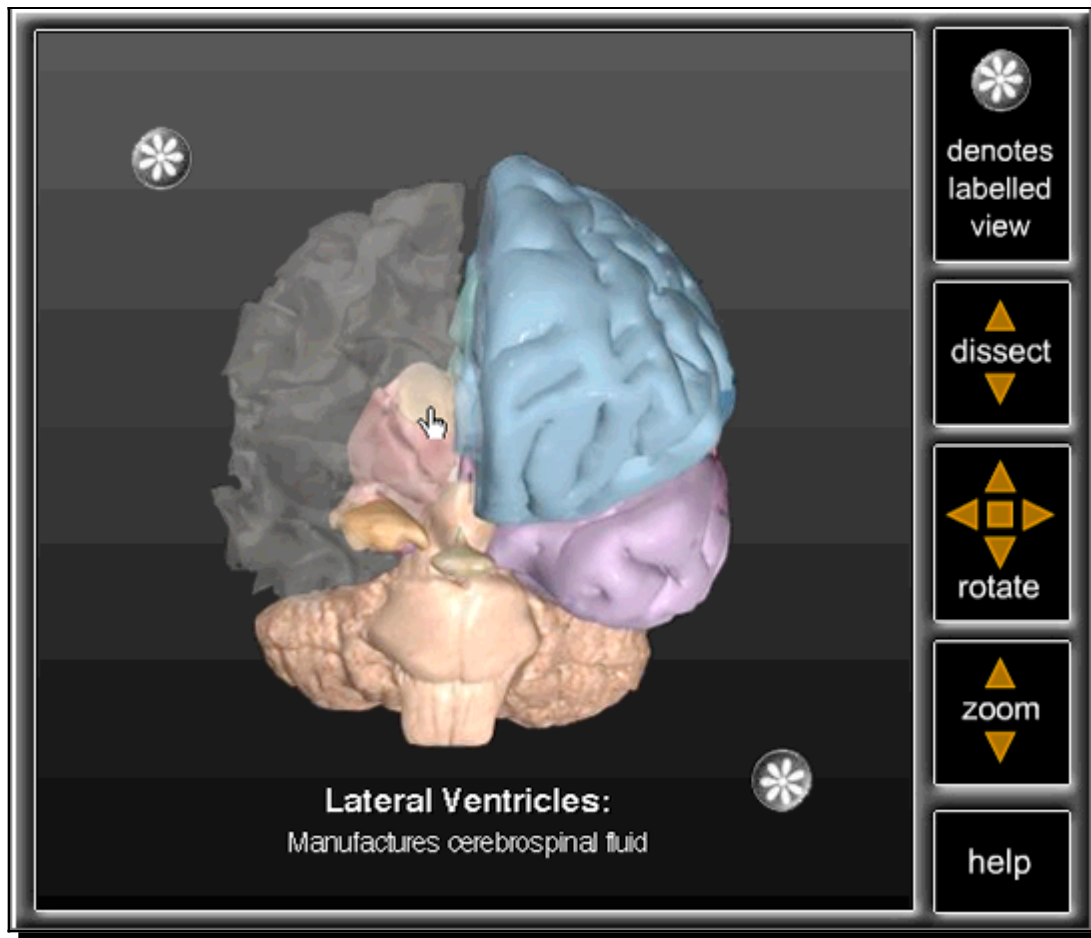 denotes
labelled
view
dissect
rotate
zoom
help
Lateral Ventricles:
Manufactures cerebrospinal fluid